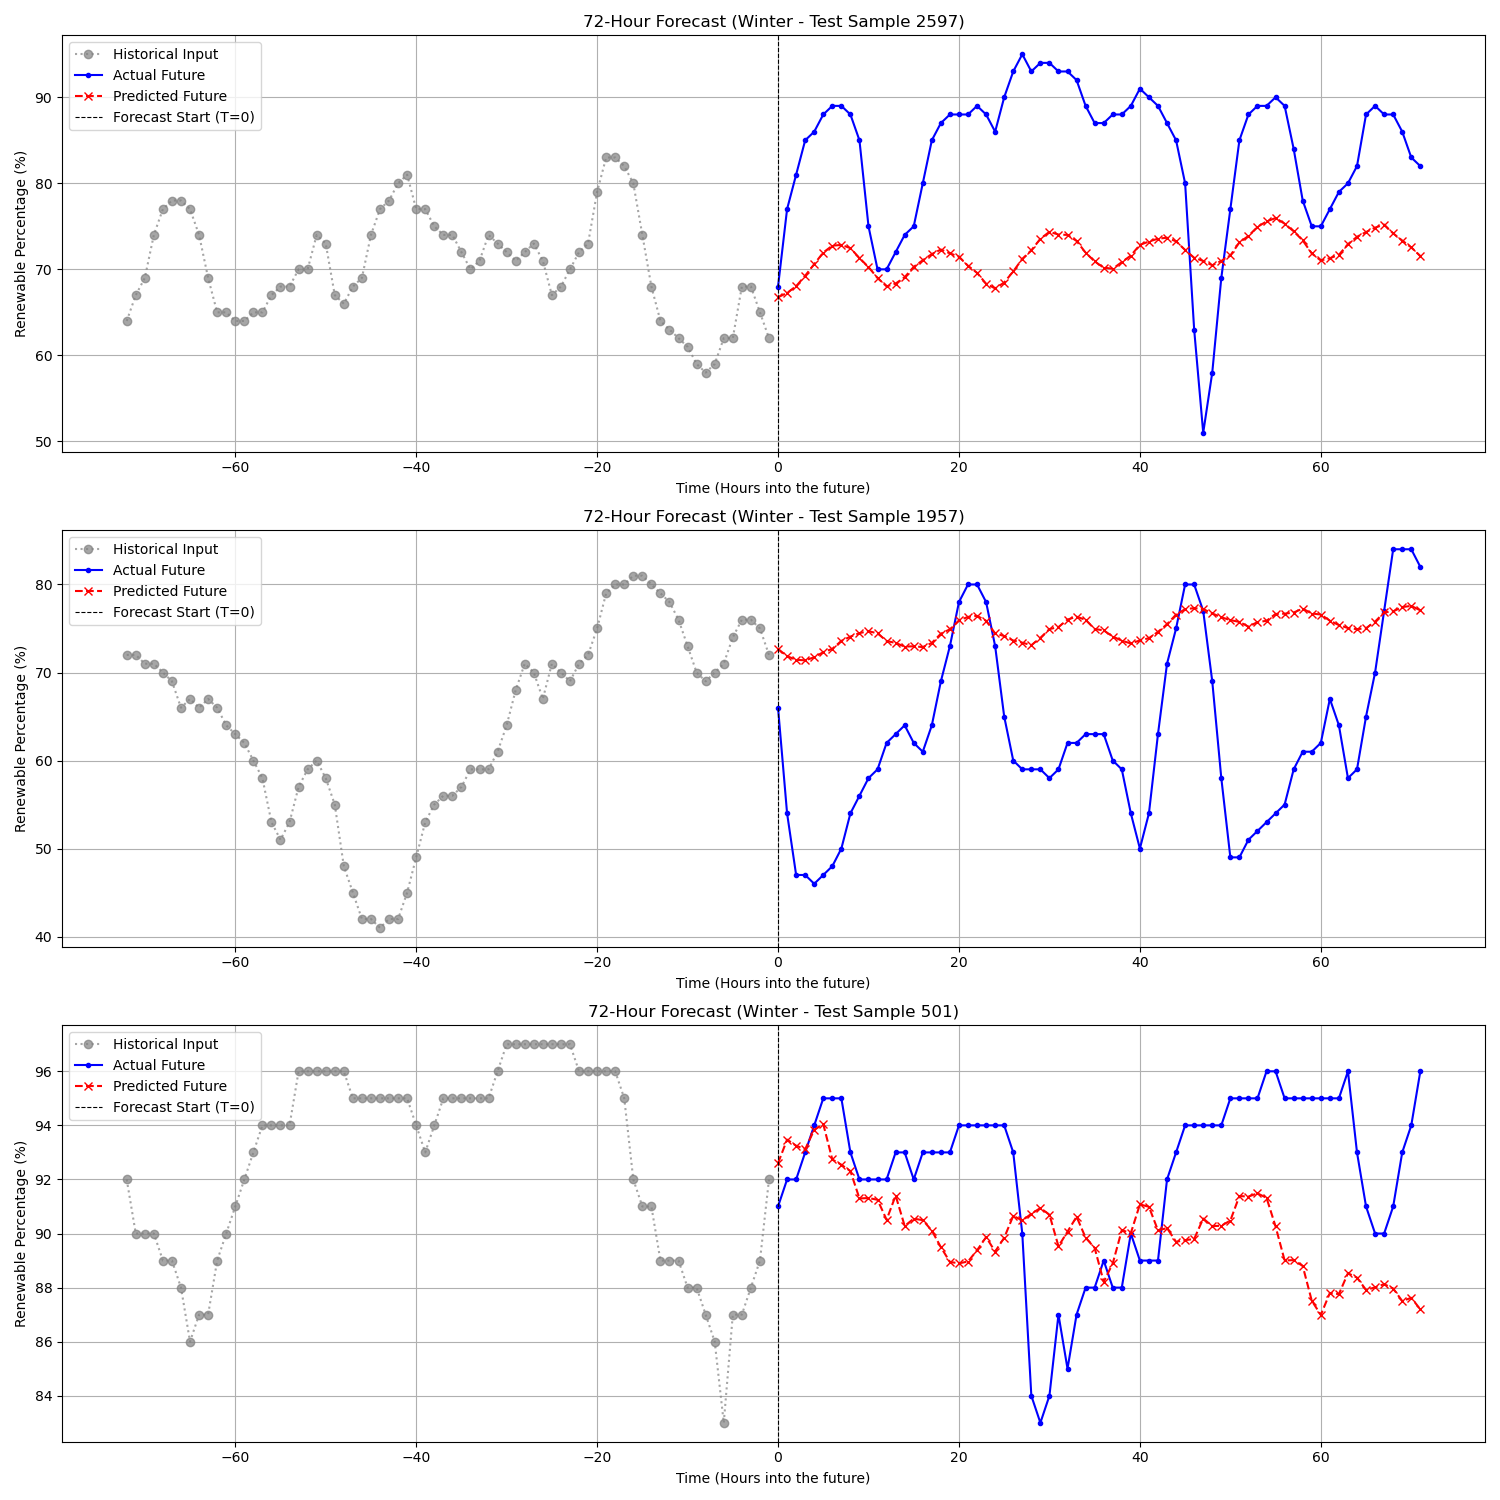 72-Hour Forecast (Winter - Test Sample 2597)
Historical Input
Actual Future
Predicted Future
Forecast Start (T=0)
Renewable Percentage (%)
90
80
70
60
50
−60 −40 −20 0 20 40 60
Time (Hours into the future)
72-Hour Forecast (Winter - Test Sample 1957)
Historical Input
Actual Future
Predicted Future
Forecast Start (T=0)
Renewable Percentage (%)
80
70
60
50
40
−60 −40 −20 0 20 40 60
Time (Hours into the future)
72-Hour Forecast (Winter - Test Sample 501)
Historical Input
Actual Future
Predicted Future
Forecast Start (T=0)
Renewable Percentage (%)
96
94
92
90
88
86
84
−60 −40 −20 0 20 40 60
Time (Hours into the future)